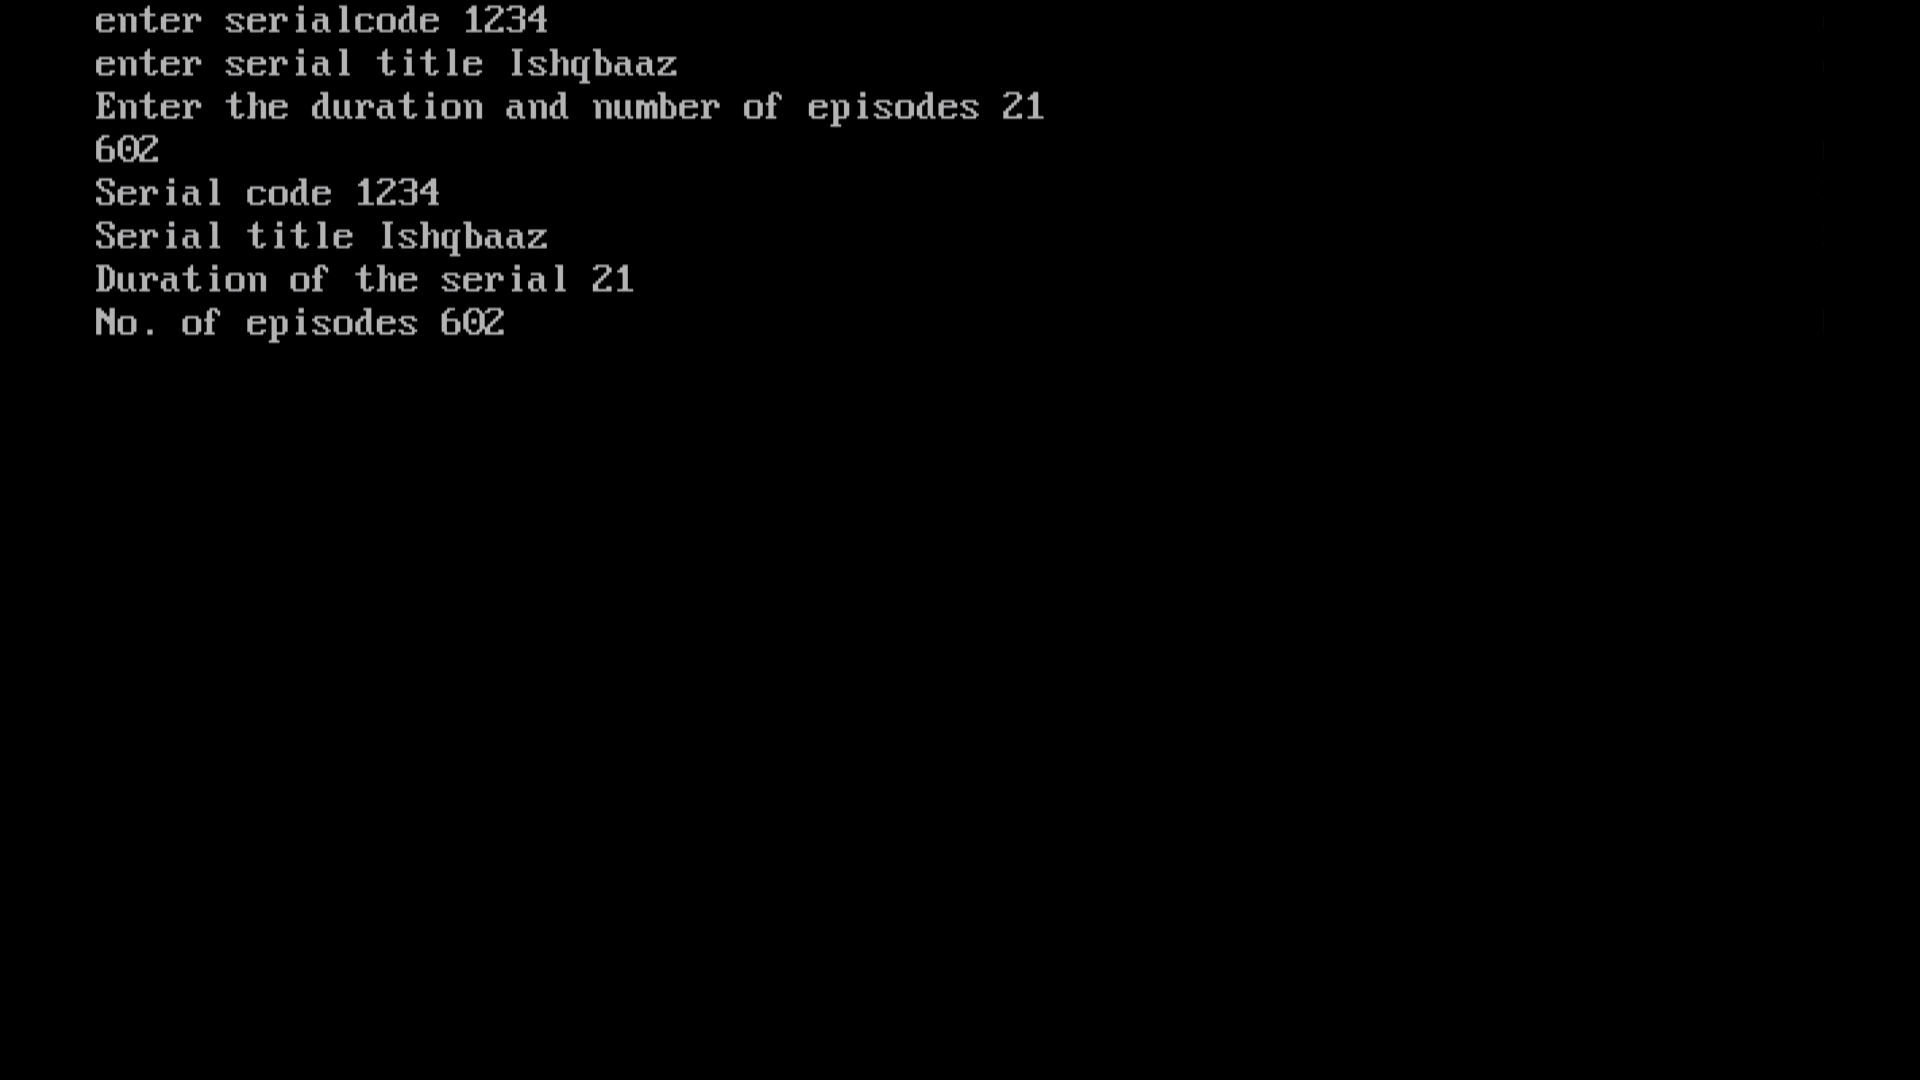 enter serialcode 1234
enter serial title Ishqbaaz
Enter the duration and number of episodes 21
602
Serial code 1234
Serial title Ishqbaaz
Duration of the serial 21
No. of episodes 602